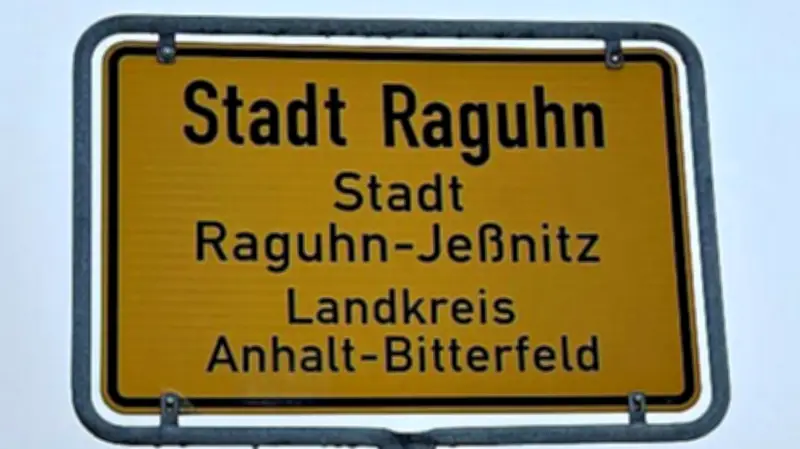 Stadt Raguhn
Stadt
Raguhn-Jeßnitz
Landkreis
Anhalt-Bitterfeld